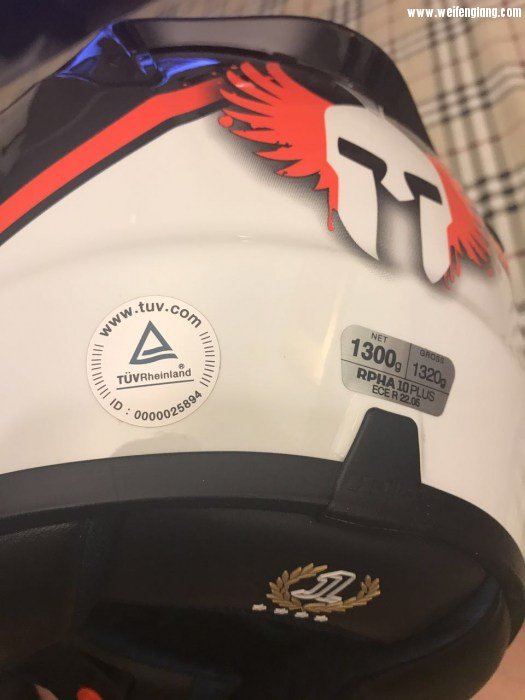 www.weifengtang.com
www.tuv.com
TÜVRheinland®
ID : 0000025894
NET GROSS
1300g 1320g
RPHA 10 PLUS
ECE R 22.05
1